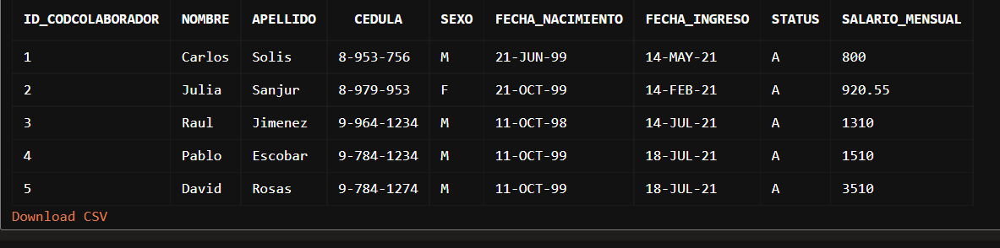 ID_CODCOLABORADOR NOMBRE APELLIDO CEDULA SEXO FECHA_NACIMIENTO FECHA_INGRESO STATUS SALARIO_MENSUAL
1 Carlos Solis 8-953-756 M 21-JUN-99 14-MAY-21 A 800
2 Julia Sanjur 8-979-953 F 21-OCT-99 14-FEB-21 A 920.55
3 Raul Jimenez 9-964-1234 M 11-OCT-98 14-JUL-21 A 1310
4 Pablo Escobar 9-784-1234 M 11-OCT-99 18-JUL-21 A 1510
5 David Rosas 9-784-1274 M 11-OCT-99 18-JUL-21 A 3510
Download CSV